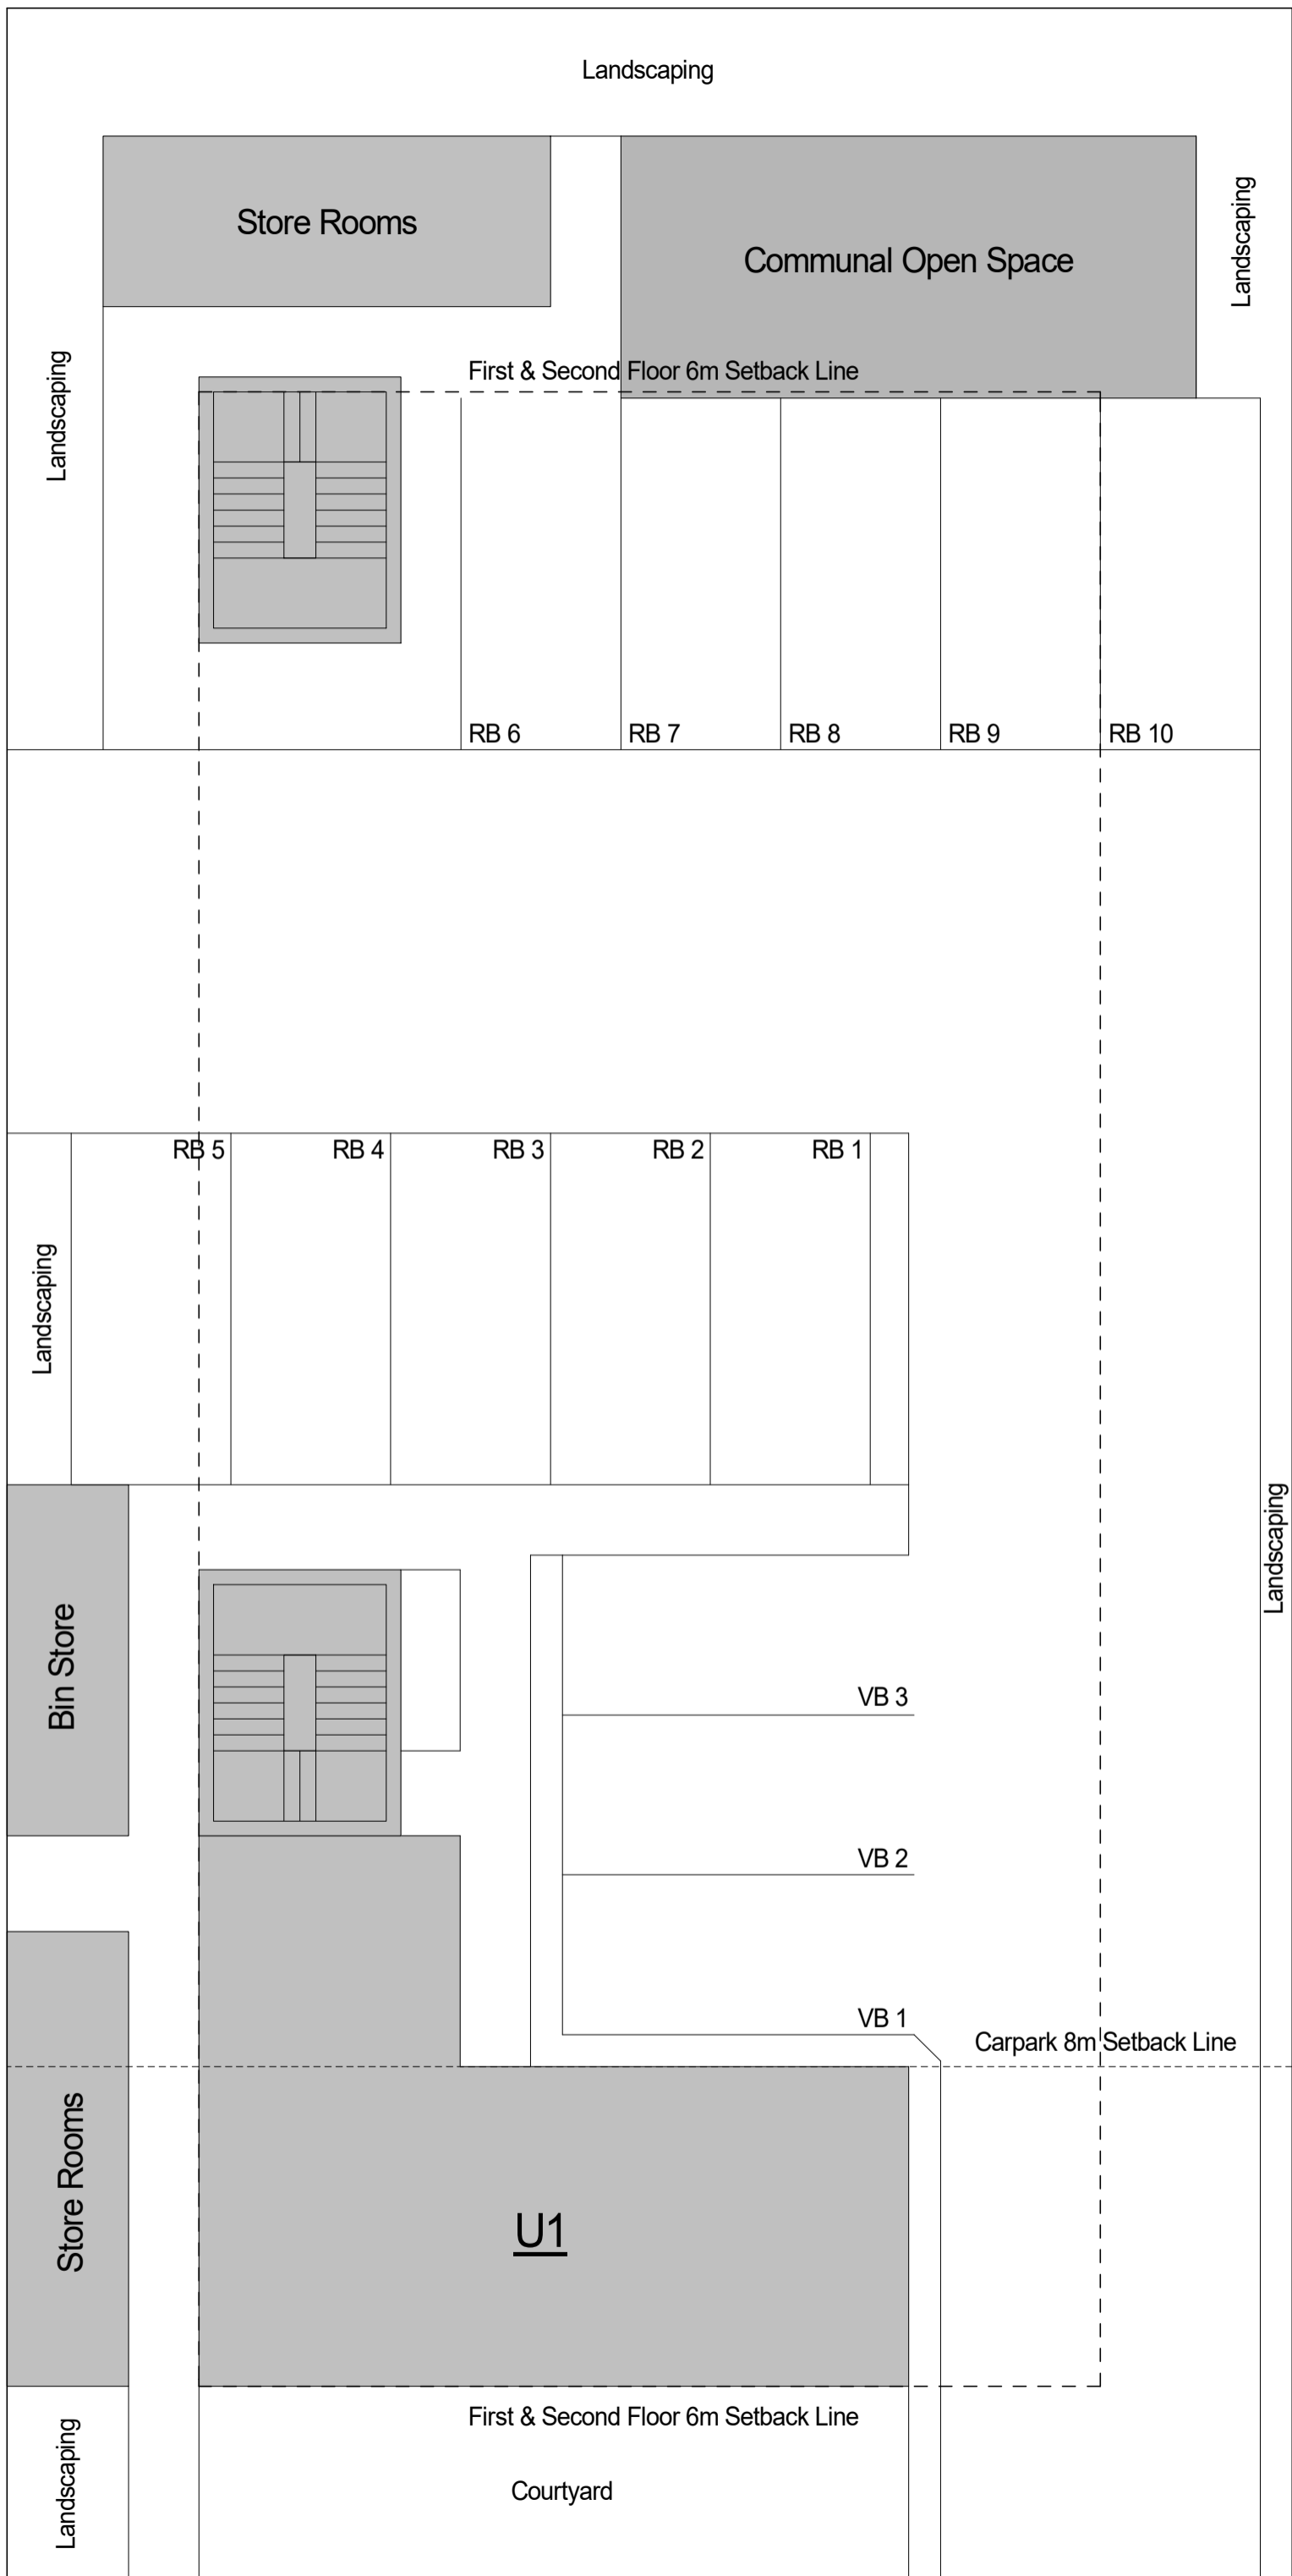 Landscaping
Store Rooms
Communal Open Space
Landscaping
Landscaping
First & Second Floor 6m Setback Line
RB 6
RB 7
RB 8
RB 9
RB 10
RB 5
RB 4
RB 3
RB 2
RB 1
Landscaping
Landscaping
Bin Store
VB 3
VB 2
VB 1
Carpark 8m Setback Line
Store Rooms
U1
First & Second Floor 6m Setback Line
Landscaping
Courtyard